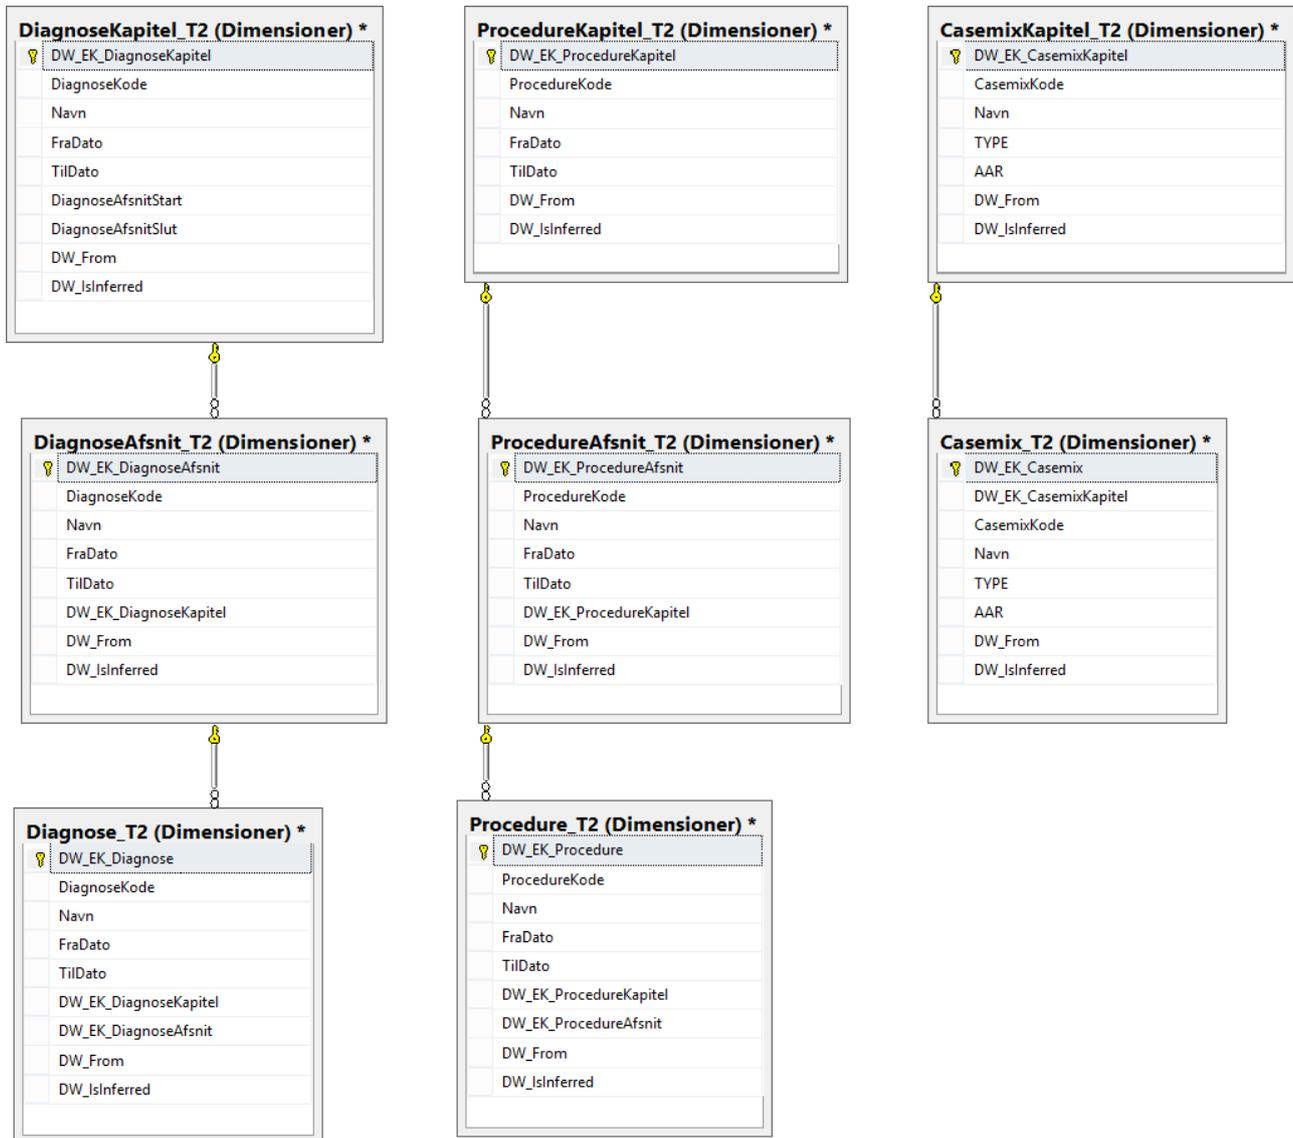 DiagnoseKapitel_T2 (Dimensioner) *
DW_EK_DiagnoseKapitel
DiagnoseKode
Navn
FraDato
TilDato
DiagnoseAfsnitStart
DiagnoseAfsnitSlut
DW_From
DW_IsInferred
ProcedureKapitel_T2 (Dimensioner) *
DW_EK_ProcedureKapitel
ProcedureKode
Navn
FraDato
TilDato
DW_From
DW_IsInferred
CasemixKapitel_T2 (Dimensioner) *
DW_EK_CasemixKapitel
CasemixKode
Navn
TYPE
AAR
DW_From
DW_IsInferred
DiagnoseAfsnit_T2 (Dimensioner) *
DW_EK_DiagnoseAfsnit
DiagnoseKode
Navn
FraDato
TilDato
DW_EK_DiagnoseKapitel
DW_From
DW_IsInferred
ProcedureAfsnit_T2 (Dimensioner) *
DW_EK_ProcedureAfsnit
ProcedureKode
Navn
FraDato
TilDato
DW_EK_ProcedureKapitel
DW_From
DW_IsInferred
Casemix_T2 (Dimensioner) *
DW_EK_Casemix
DW_EK_CasemixKapitel
CasemixKode
Navn
TYPE
AAR
DW_From
DW_IsInferred
Diagnose_T2 (Dimensioner) *
DW_EK_Diagnose
DiagnoseKode
Navn
FraDato
TilDato
DW_EK_DiagnoseKapitel
DW_EK_DiagnoseAfsnit
DW_From
DW_IsInferred
Procedure_T2 (Dimensioner) *
DW_EK_Procedure
ProcedureKode
Navn
FraDato
TilDato
DW_EK_ProcedureKapitel
DW_EK_ProcedureAfsnit
DW_From
DW_IsInferred